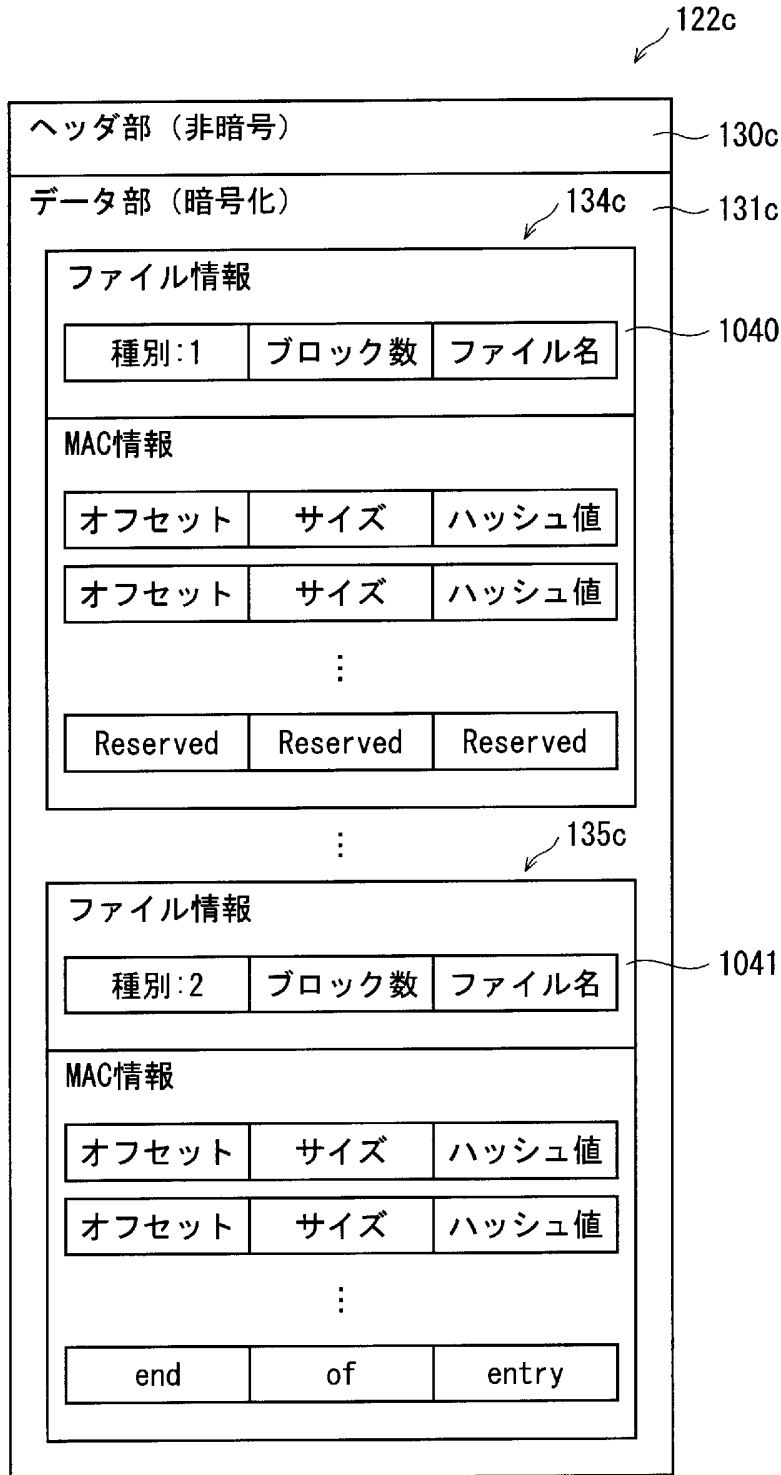 122c
ヘッダ部（非暗号）
130c
データ部（暗号化）
134c
131c
ファイル情報
種別:1 ブロック数 ファイル名
1040
MAC情報
オフセット サイズ ハッシュ値
オフセット サイズ ハッシュ値
⋮
Reserved Reserved Reserved
⋮
135c
ファイル情報
種別:2 ブロック数 ファイル名
1041
MAC情報
オフセット サイズ ハッシュ値
オフセット サイズ ハッシュ値
⋮
end of entry